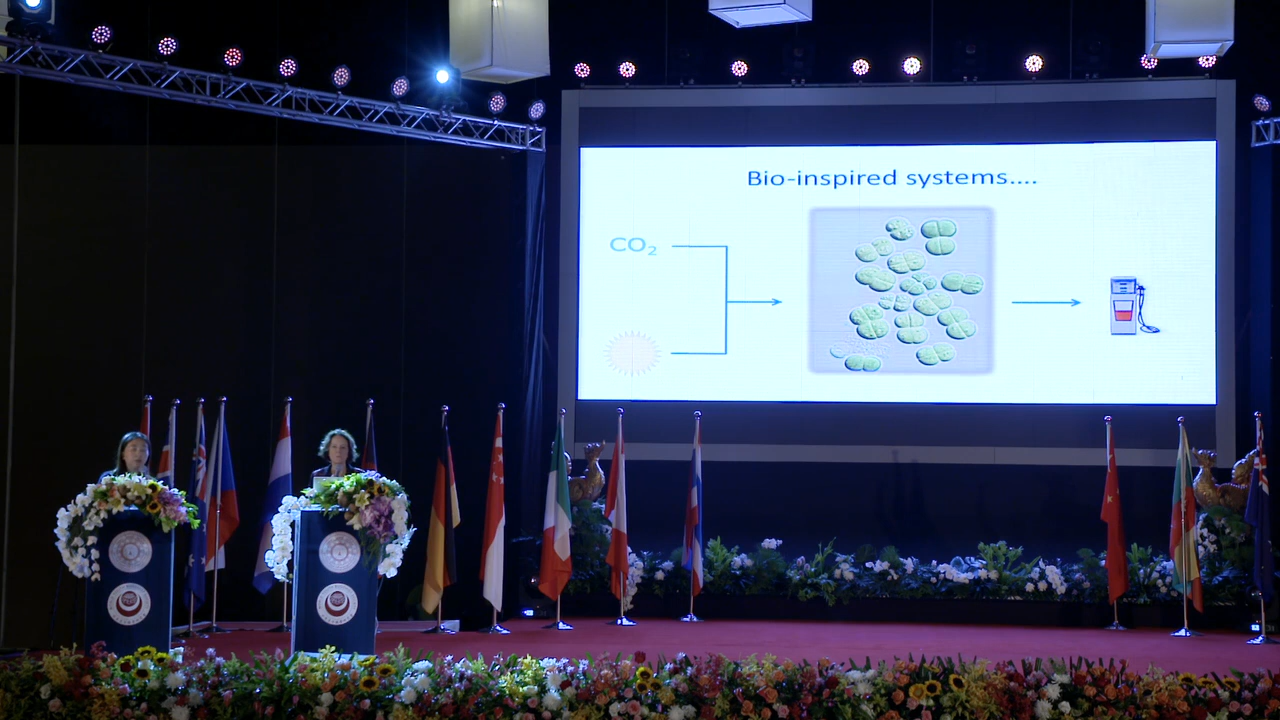 Bio-inspired systems....
CO₂